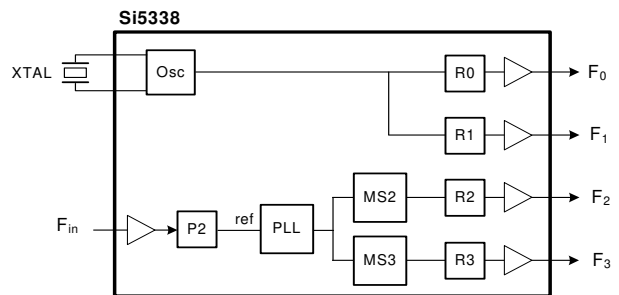 Si5338
XTAL
Osc
R0
F0
R1
F1
MS2
R2
F2
Fin
P2
ref
PLL
MS3
R3
F3